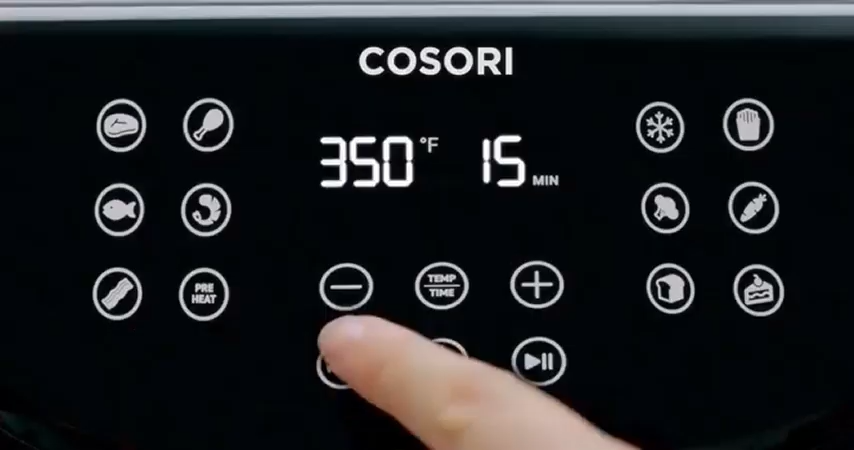 COSORI
350 °F 15 MIN
PRE
HEAT
TEMP
TIME